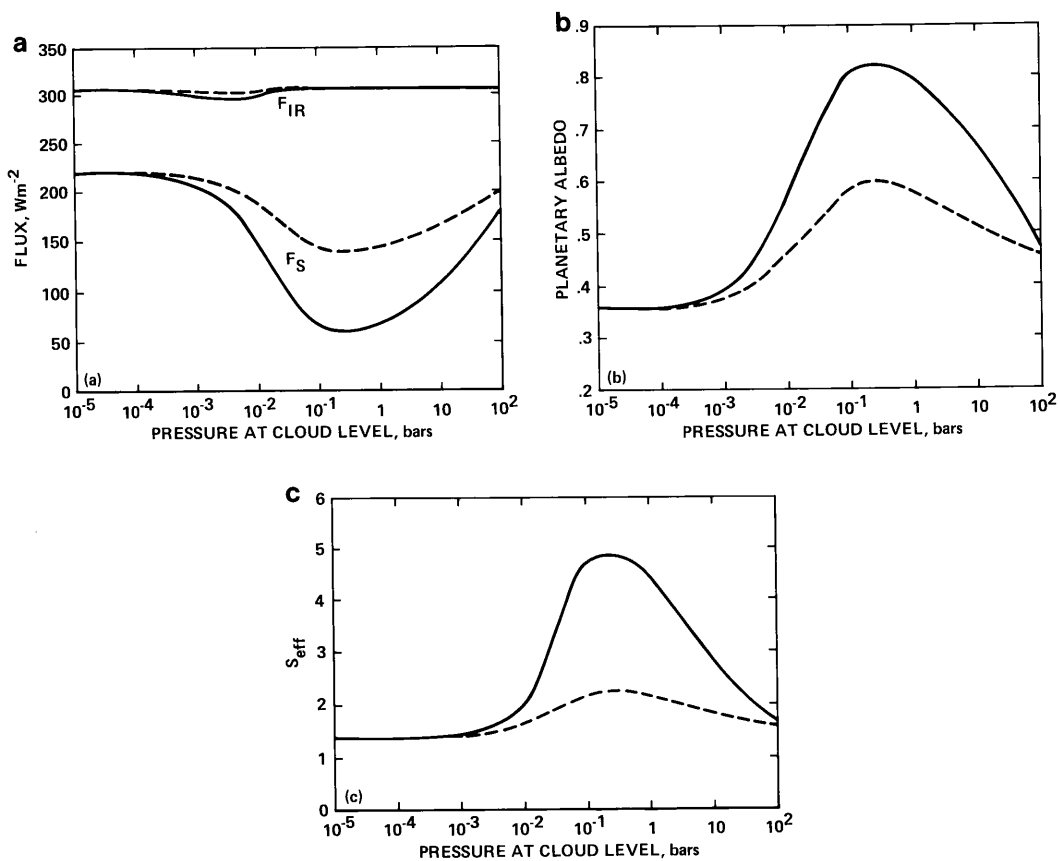 a
350
300
250
200
150
100
50
0
FLUX, Wm-2
F_IR
F_S
(a)
10-5 10-4 10-3 10-2 10-1 1 10 10²
PRESSURE AT CLOUD LEVEL, bars
b
.9
.8
.7
.6
.5
.4
.3
.2
PLANETARY ALBEDO
(b)
10-5 10-4 10-3 10-2 10-1 1 10 10²
PRESSURE AT CLOUD LEVEL, bars
c
6
5
4
3
2
1
0
S_eff
(c)
10-5 10-4 10-3 10-2 10-1 1 10 10²
PRESSURE AT CLOUD LEVEL, bars